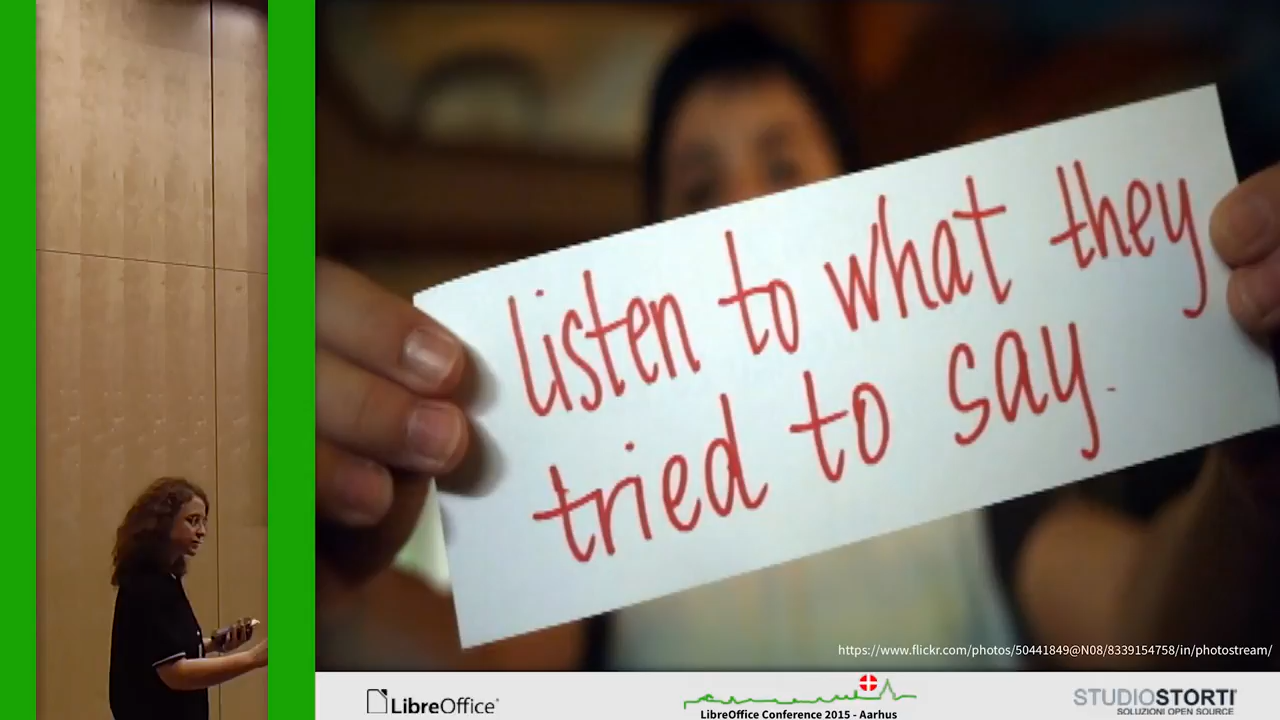 listen to what they
tried to say.
https://www.flickr.com/photos/50441849@N08/8339154758/in/photostream/
LibreOffice®
LibreOffice Conference 2015 - Aarhus
STUDIOSTORTI
SOLUZIONI OPEN SOURCE